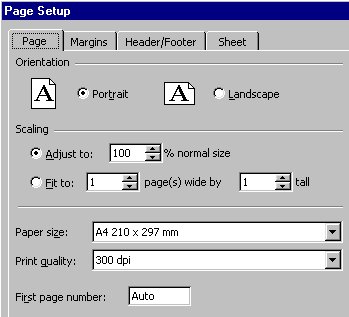 Page Setup
Page Margins Header/Footer Sheet
Orientation
A Portrait A Landscape
Scaling
Adjust to: 100 % normal size
Fit to: 1 page(s) wide by 1 tall
Paper size: A4 210 x 297 mm
Print quality: 300 dpi
First page number: Auto